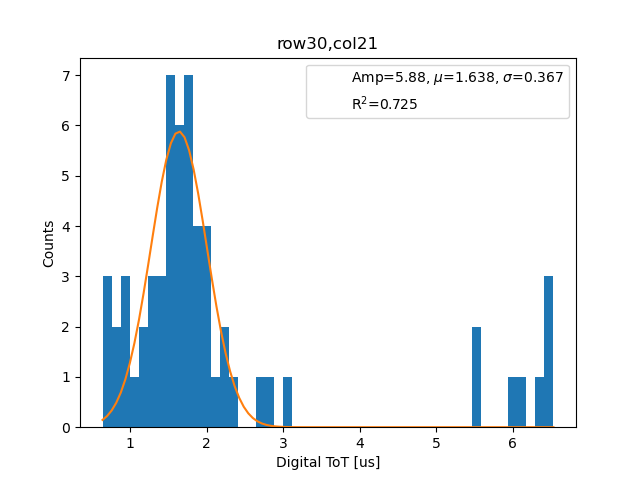 row30,col21
Amp=5.88, μ=1.638, σ=0.367
R²=0.725
7
6
5
4
3
2
1
0
Counts
1 2 3 4 5 6
Digital ToT [us]